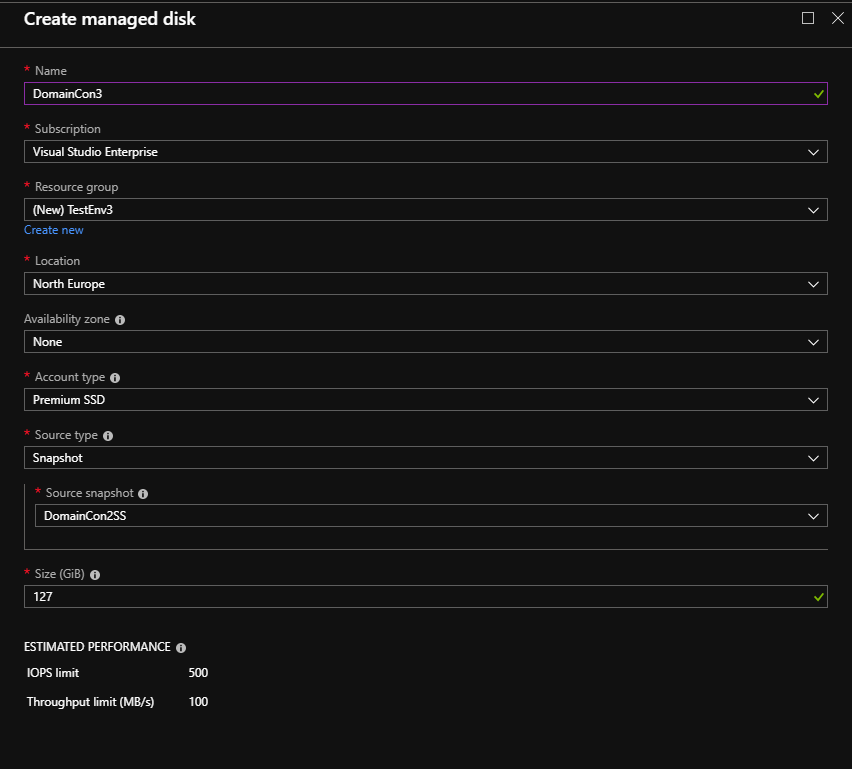 Create managed disk
* Name
DomainCon3
* Subscription
Visual Studio Enterprise
* Resource group
(New) TestEnv3
Create new
* Location
North Europe
Availability zone
None
* Account type
Premium SSD
* Source type
Snapshot
* Source snapshot
DomainCon2SS
* Size (GiB)
127
ESTIMATED PERFORMANCE
IOPS limit 500
Throughput limit (MB/s) 100